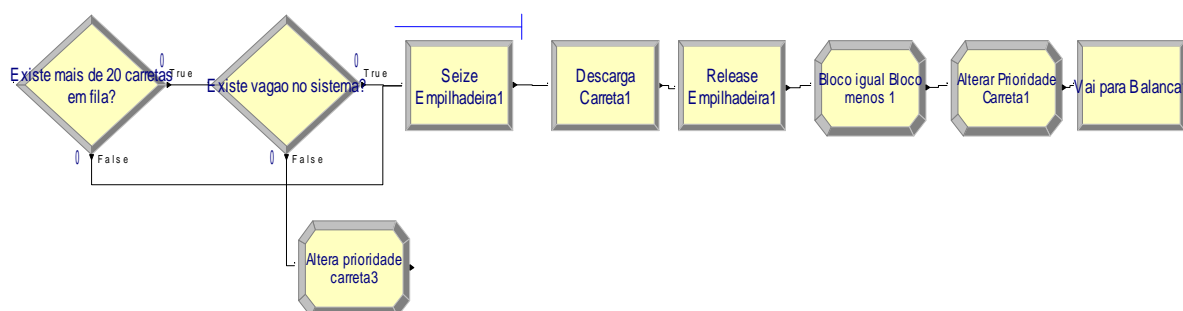 Existe mais de 20 carretas
em fila?
0
True
0
False
Existe vagao no sistema?
0
True
0
False
Seize
Empilhadeira1
Descarga
Carreta1
Release
Empilhadeira1
Bloco igual Bloco
menos 1
Alterar Prioridade
Carreta1
Vai para Balanca
Altera prioridade
carreta3